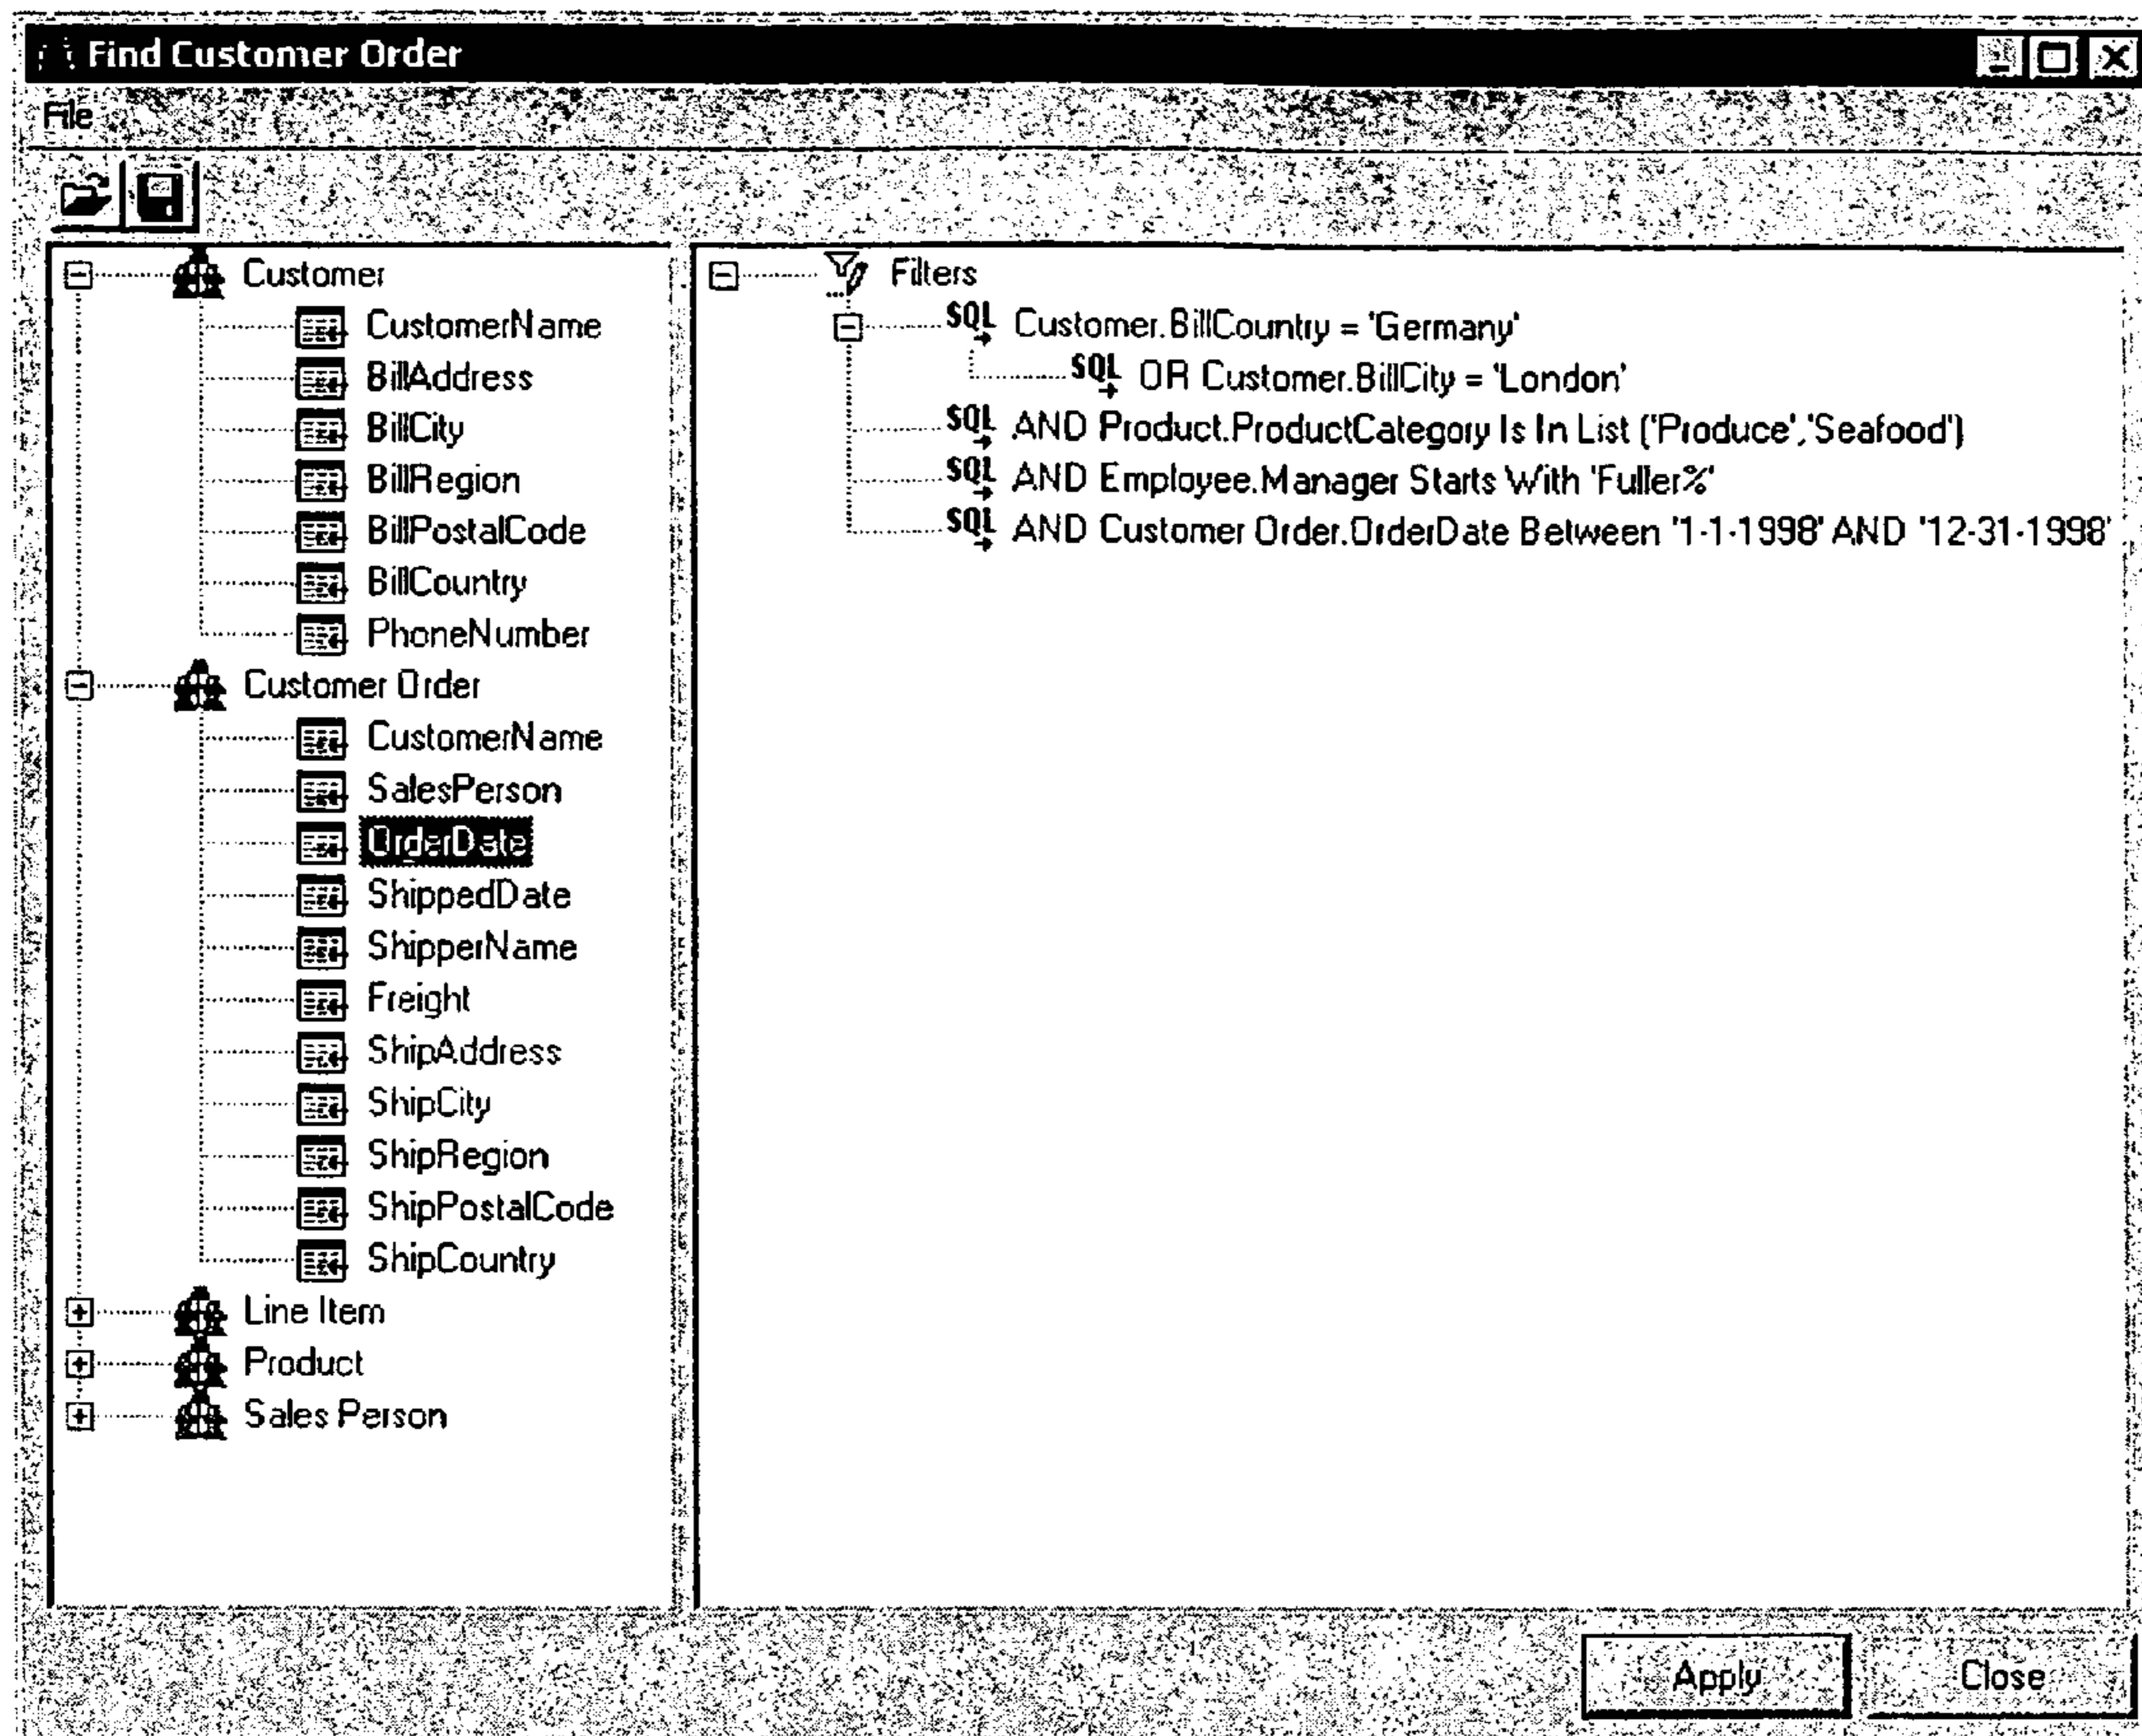 Find Customer Order
File
Customer
CustomerName
BillAddress
BillCity
BillRegion
BillPostalCode
BillCountry
PhoneNumber
Customer Order
CustomerName
SalesPerson
OrderDate
ShippedDate
ShipperName
Freight
ShipAddress
ShipCity
ShipRegion
ShipPostalCode
ShipCountry
Line Item
Product
Sales Person
Filters
SQL Customer.BillCountry = 'Germany'
SQL OR Customer.BillCity = 'London'
SQL AND Product.ProductCategory Is In List ('Produce','Seafood')
SQL AND Employee.Manager Starts With 'Fuller%'
SQL AND Customer Order.OrderDate Between '1-1-1998' AND '12-31-1998'
Apply
Close